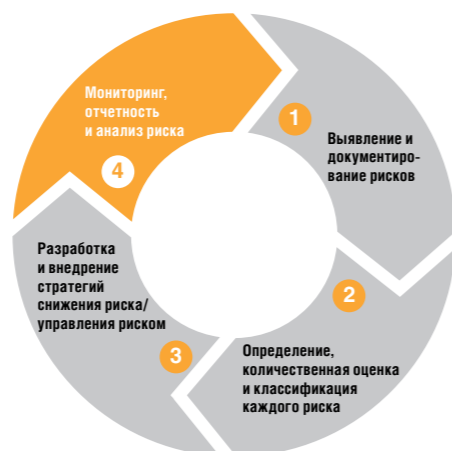 1
Выявление и
документиро-
вание рисков
2
Определение,
количественная оценка
и классификация
каждого риска
Разработка
и внедрение
стратегий
снижения риска/
управления риском
3
Мониторинг,
отчетность
и анализ риска
4